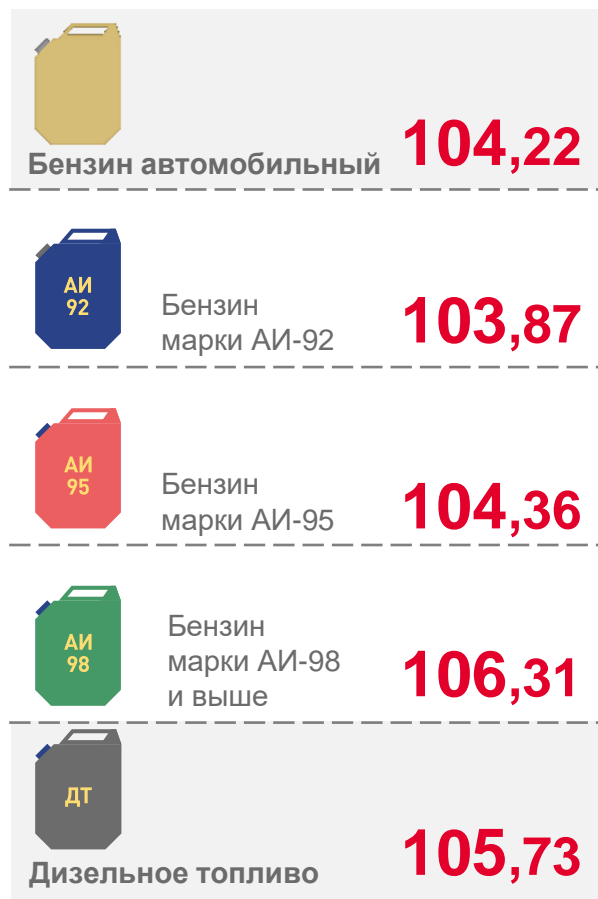 Бензин автомобильный
104,22
АИ
92
Бензин
марки АИ-92
103,87
АИ
95
Бензин
марки АИ-95
104,36
АИ
98
Бензин
марки АИ-98
и выше
106,31
ДТ
Дизельное топливо
105,73